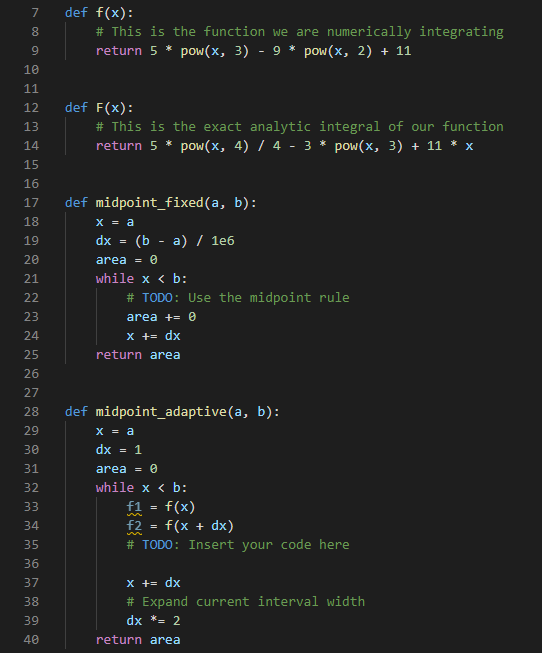 7 def f(x):
8     # This is the function we are numerically integrating
9     return 5 * pow(x, 3) - 9 * pow(x, 2) + 11
10
11
12 def F(x):
13     # This is the exact analytic integral of our function
14     return 5 * pow(x, 4) / 4 - 3 * pow(x, 3) + 11 * x
15
16
17 def midpoint_fixed(a, b):
18     x = a
19     dx = (b - a) / 1e6
20     area = 0
21     while x < b:
22         # TODO: Use the midpoint rule
23         area += 0
24         x += dx
25     return area
26
27
28 def midpoint_adaptive(a, b):
29     x = a
30     dx = 1
31     area = 0
32     while x < b:
33         f1 = f(x)
34         f2 = f(x + dx)
35         # TODO: Insert your code here
36
37         x += dx
38         # Expand current interval width
39         dx *= 2
40     return area